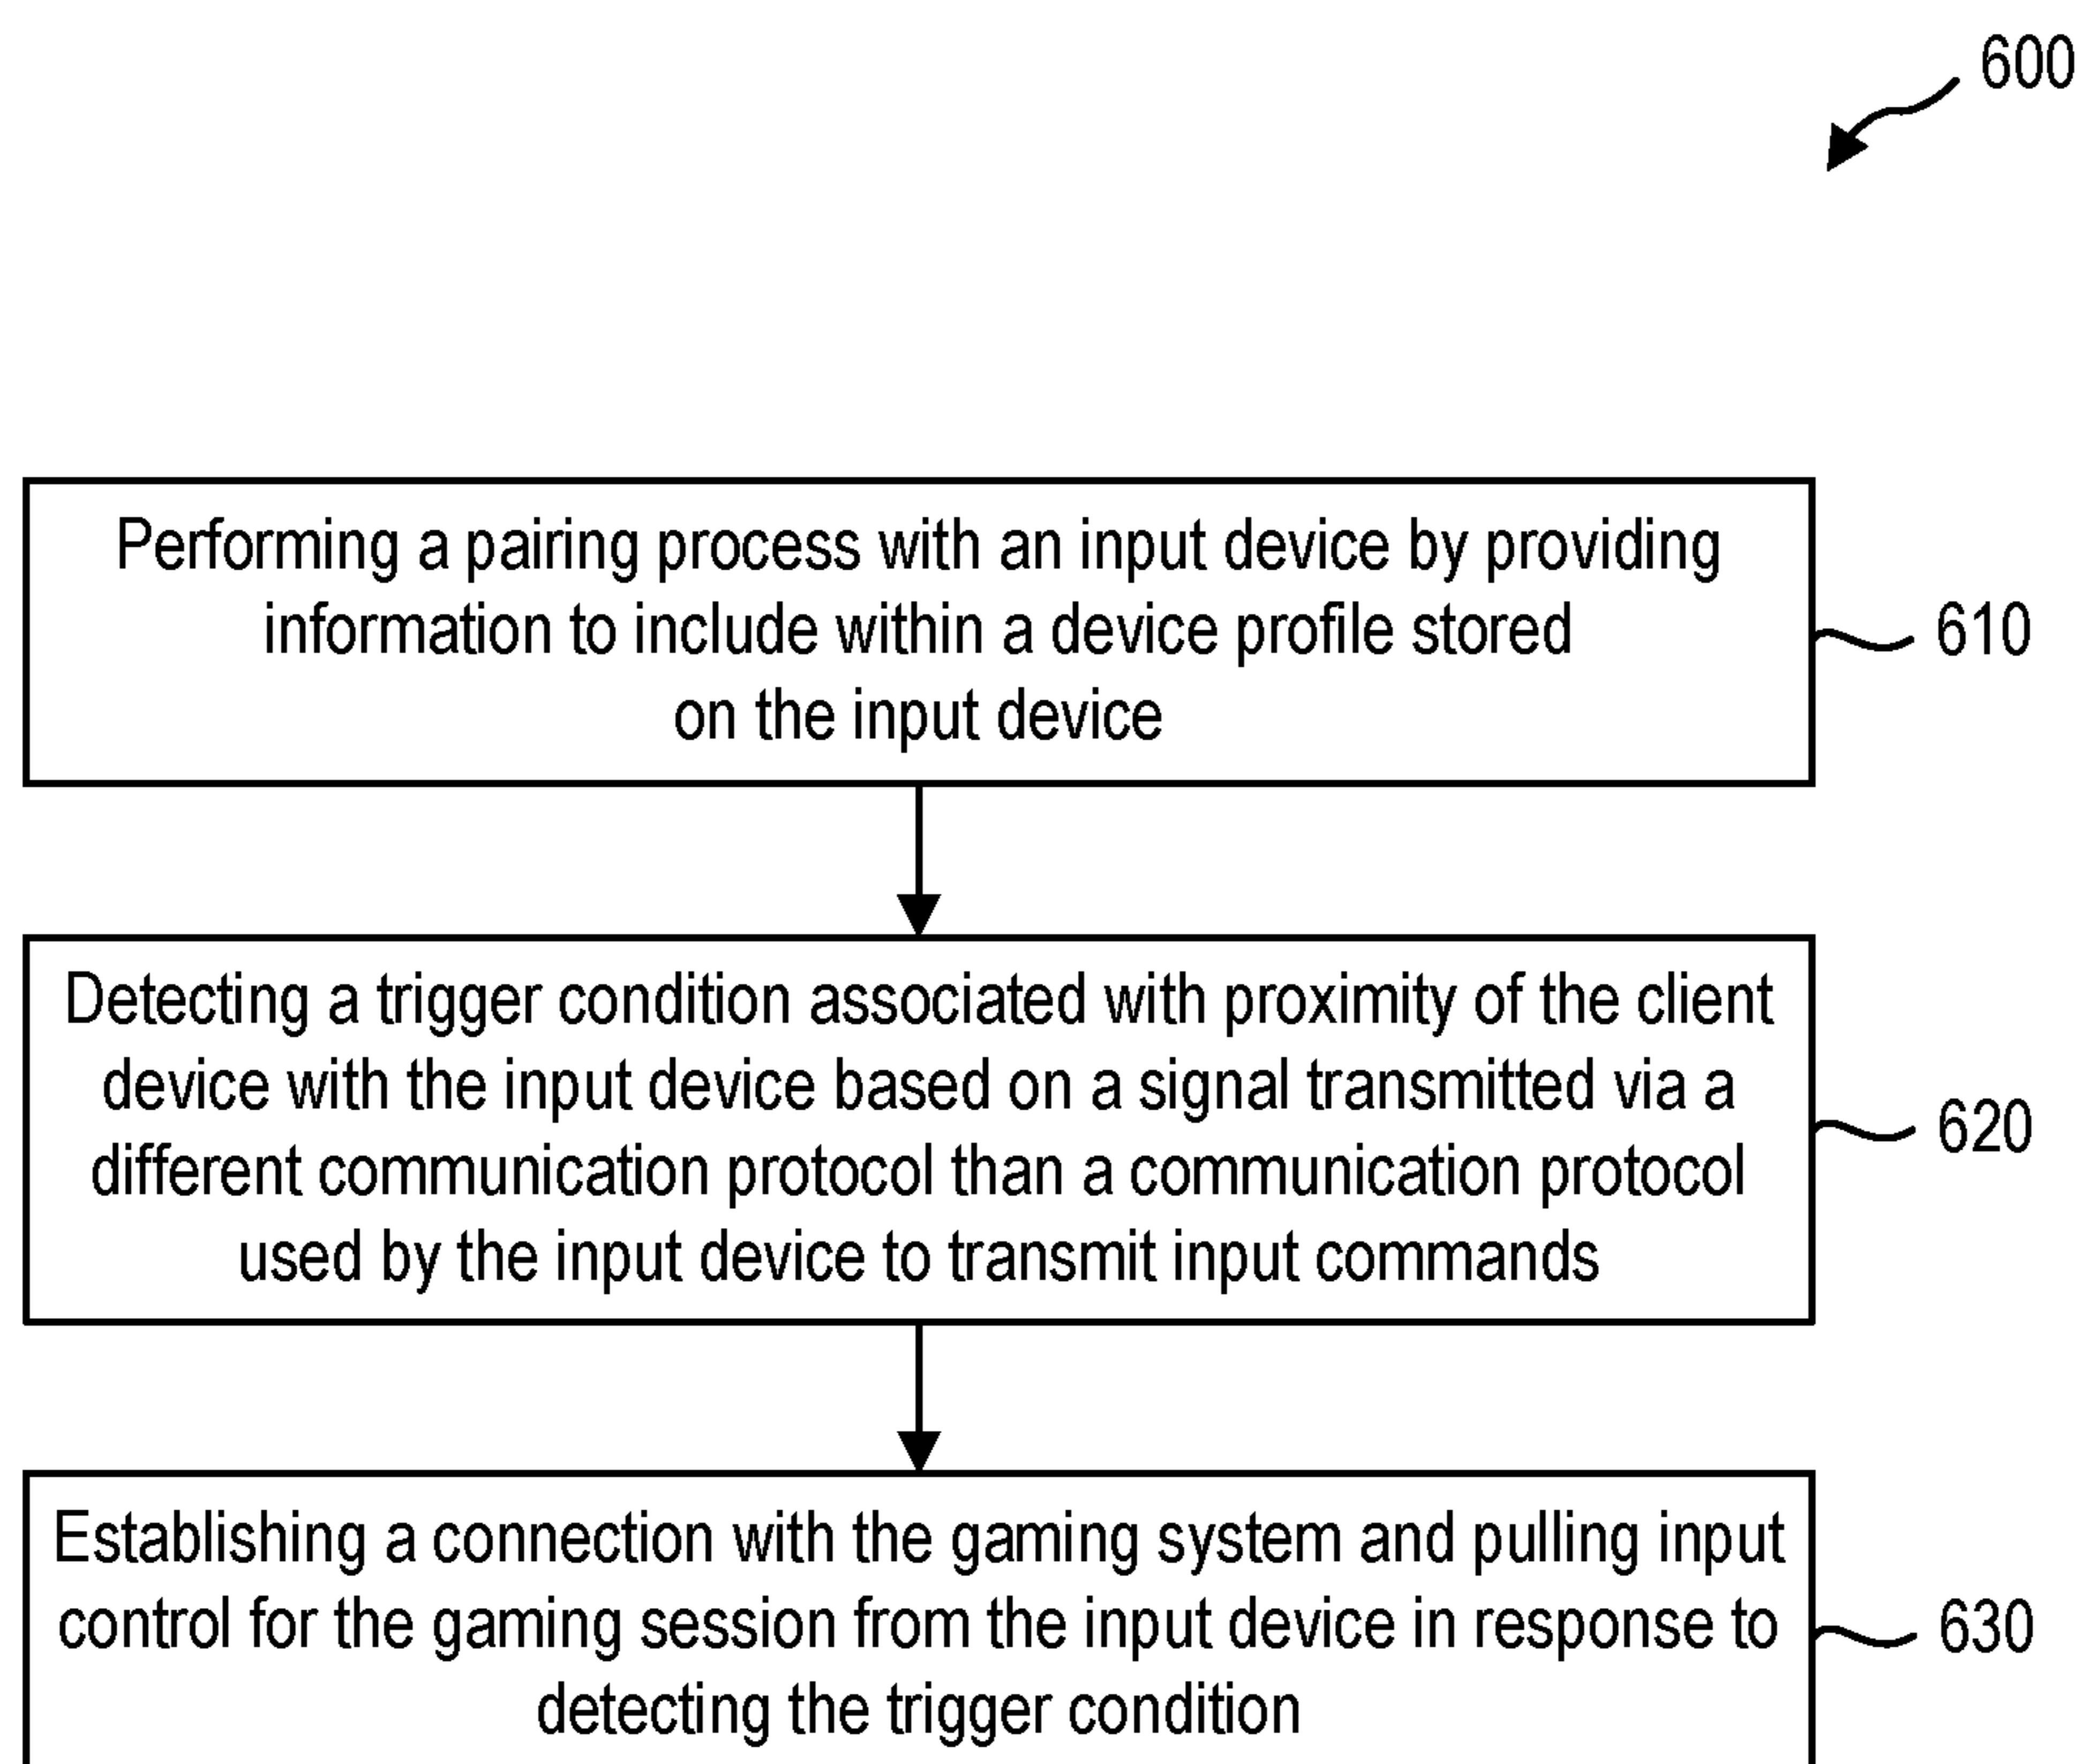 600
Performing a pairing process with an input device by providing
information to include within a device profile stored
on the input device
610
Detecting a trigger condition associated with proximity of the client
device with the input device based on a signal transmitted via a
different communication protocol than a communication protocol
used by the input device to transmit input commands
620
Establishing a connection with the gaming system and pulling input
control for the gaming session from the input device in response to
detecting the trigger condition
630